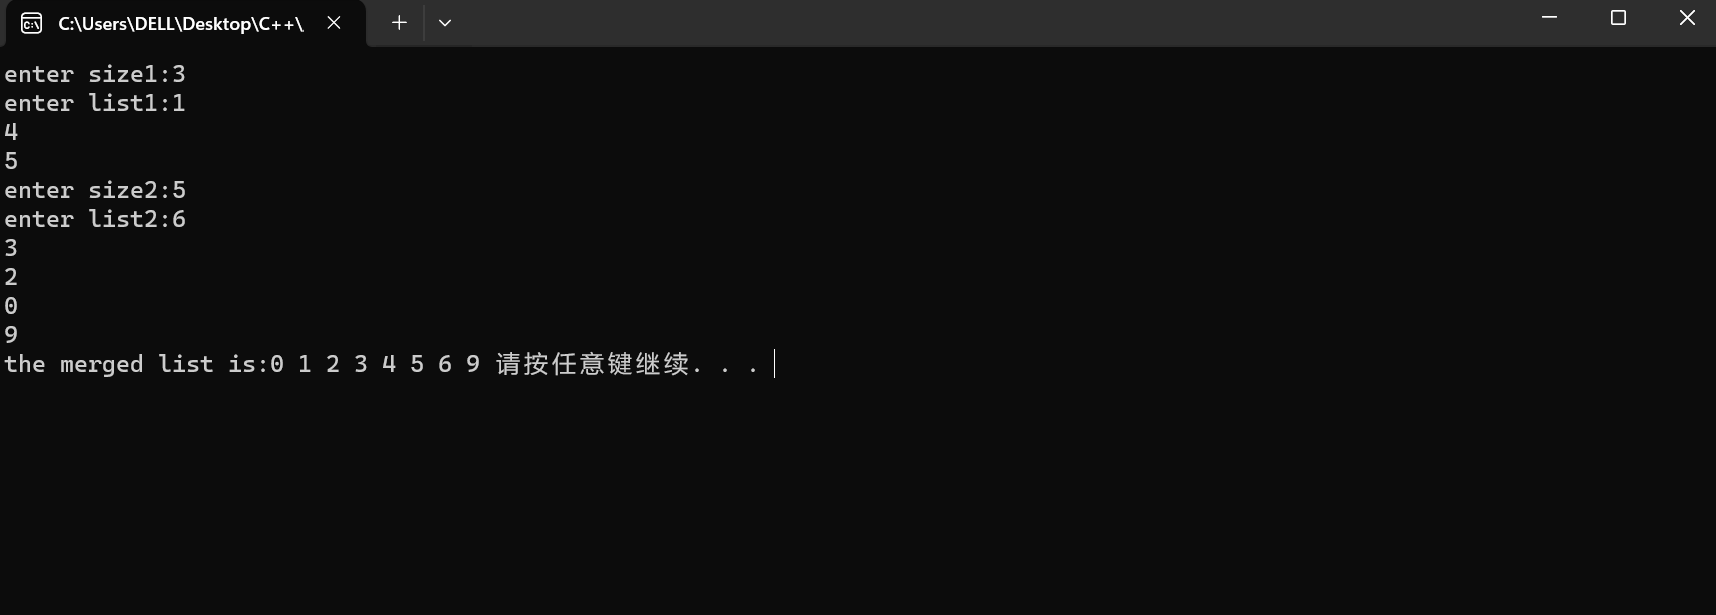 C:\Users\DELL\Desktop\C++\
enter size1:3
enter list1:1
4
5
enter size2:5
enter list2:6
3
2
0
9
the merged list is:0 1 2 3 4 5 6 9 请按任意键继续. . .